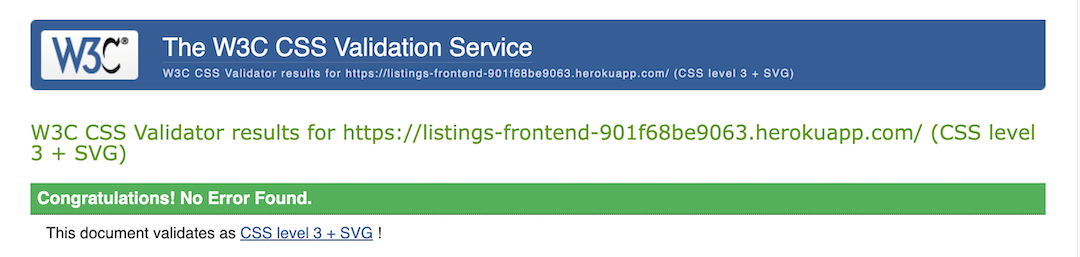 W3C®
The W3C CSS Validation Service
W3C CSS Validator results for https://listings-frontend-901f68be9063.herokuapp.com/ (CSS level 3 + SVG)
W3C CSS Validator results for https://listings-frontend-901f68be9063.herokuapp.com/ (CSS level
3 + SVG)
Congratulations! No Error Found.
This document validates as CSS level 3 + SVG !